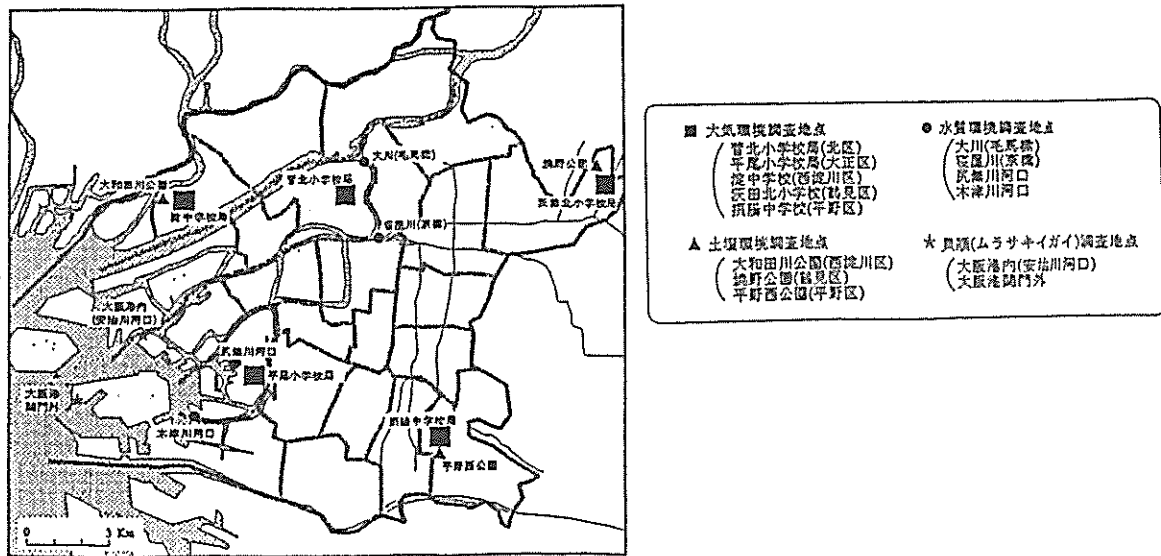 大川(毛馬橋)
菅北小学校局
大和田川公園
淀中学校局
茨田北小学校局
寝屋川(京橋)
大阪港内
(安治川河口)
尻無川河口
平尾小学校局
大阪港
関門外
木津川河口
摂陽中学校局
平野西公園
0 3 Km
■ 大気環境調査地点
菅北小学校局(北区)
平尾小学校局(大正区)
淀中学校(西淀川区)
茨田北小学校(鶴見区)
摂陽中学校(平野区)
● 水質環境調査地点
大川(毛馬橋)
寝屋川(京橋)
尻無川河口
木津川河口
▲ 土壌環境調査地点
大和田川公園(西淀川区)
公園(鶴見区)
平野西公園(平野区)
★ 貝類(ムラサキイガイ)調査地点
大阪港内(安治川河口)
大阪港関門外